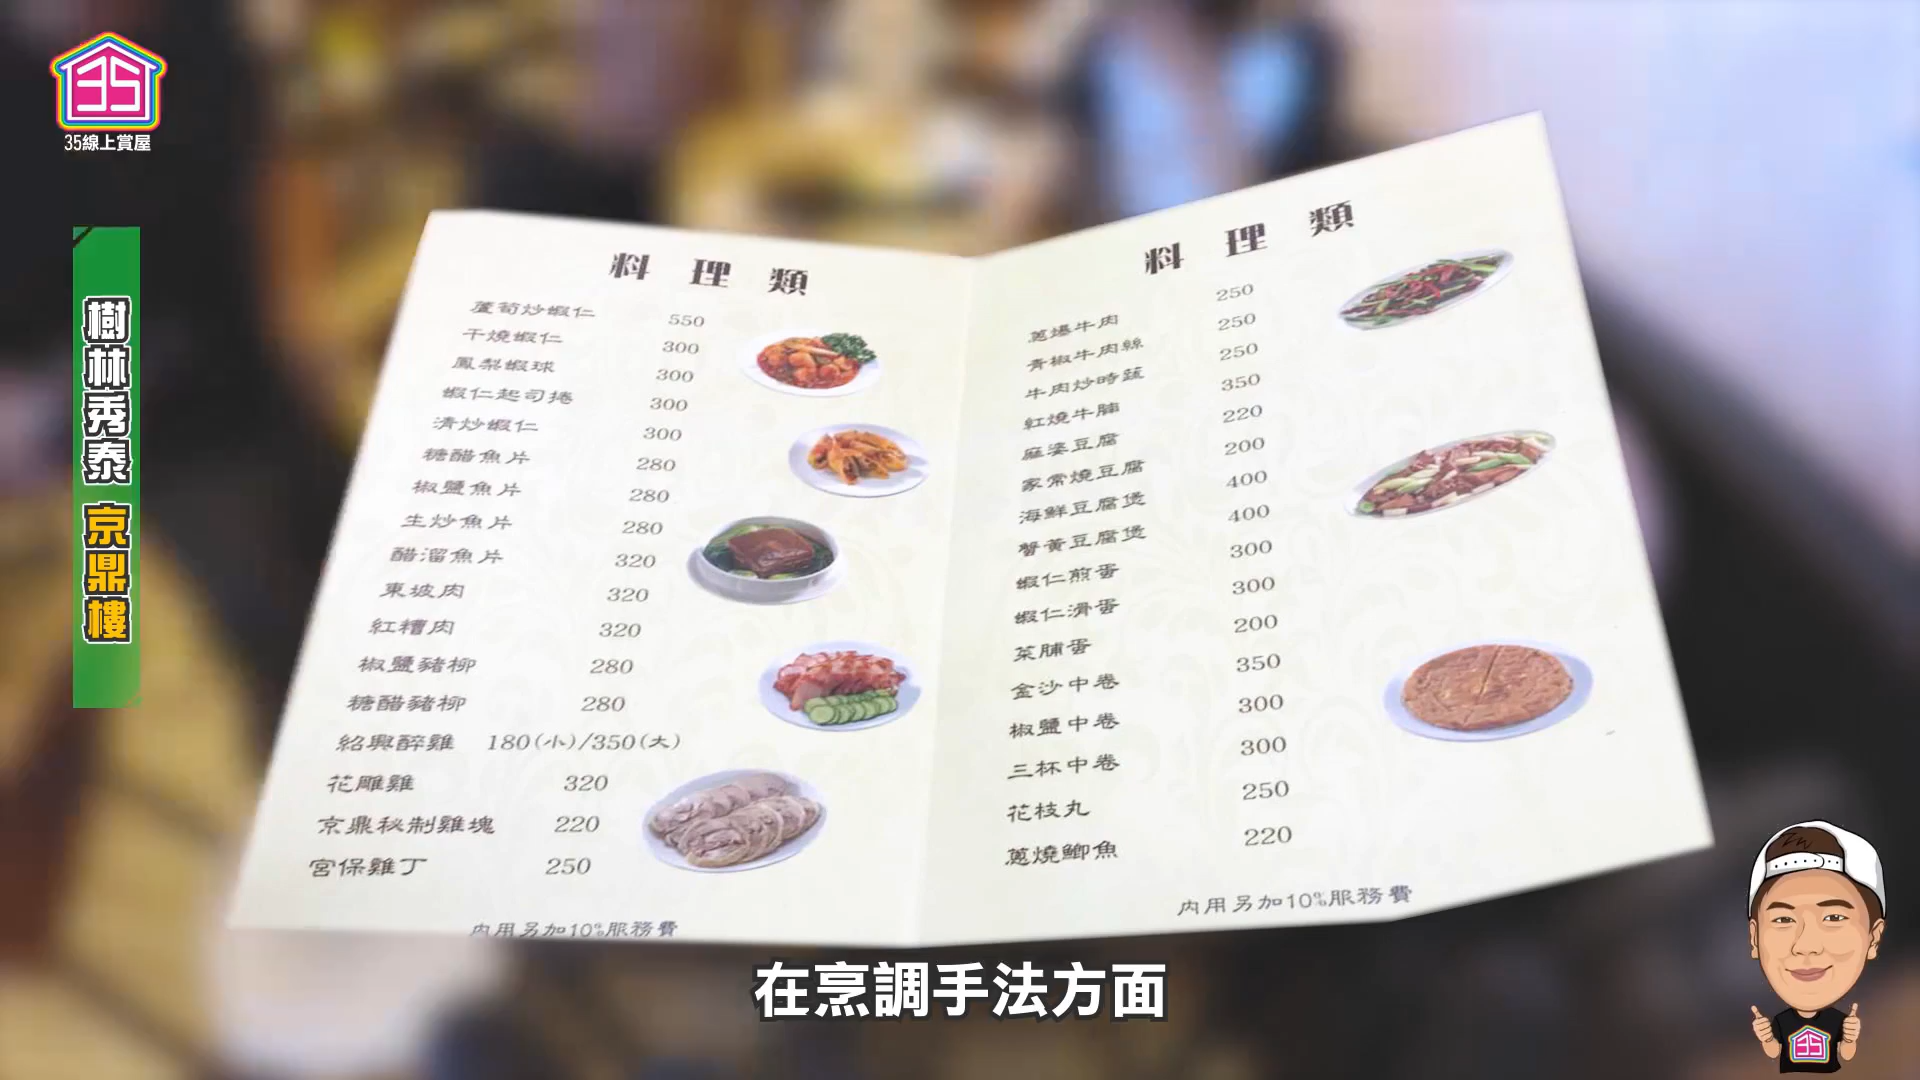 35
35線上賞屋
樹林秀泰 京鼎樓
料理類
蘆筍炒蝦仁 550
干燒蝦仁 300
鳳梨蝦球 300
蝦仁起司捲 300
清炒蝦仁 300
糖醋魚片 280
椒鹽魚片 280
生炒魚片 280
醋溜魚片 320
東坡肉 320
紅糟肉 320
椒鹽豬柳 280
糖醋豬柳 280
紹興醉雞 180(小)/350(大)
花雕雞 320
京鼎秘制雞塊 220
宮保雞丁 250
內用另加10%服務費
料理類
蔥爆牛肉 250
青椒牛肉絲 250
牛肉炒時蔬 250
紅燒牛腩 350
麻婆豆腐 220
家常燒豆腐 200
海鮮豆腐煲 400
蟹黃豆腐煲 400
蝦仁煎蛋 300
蝦仁滑蛋 300
菜脯蛋 200
金沙中卷 350
椒鹽中卷 300
三杯中卷 300
花枝丸 250
蔥燒鯽魚 220
內用另加10%服務費
在烹調手法方面
35